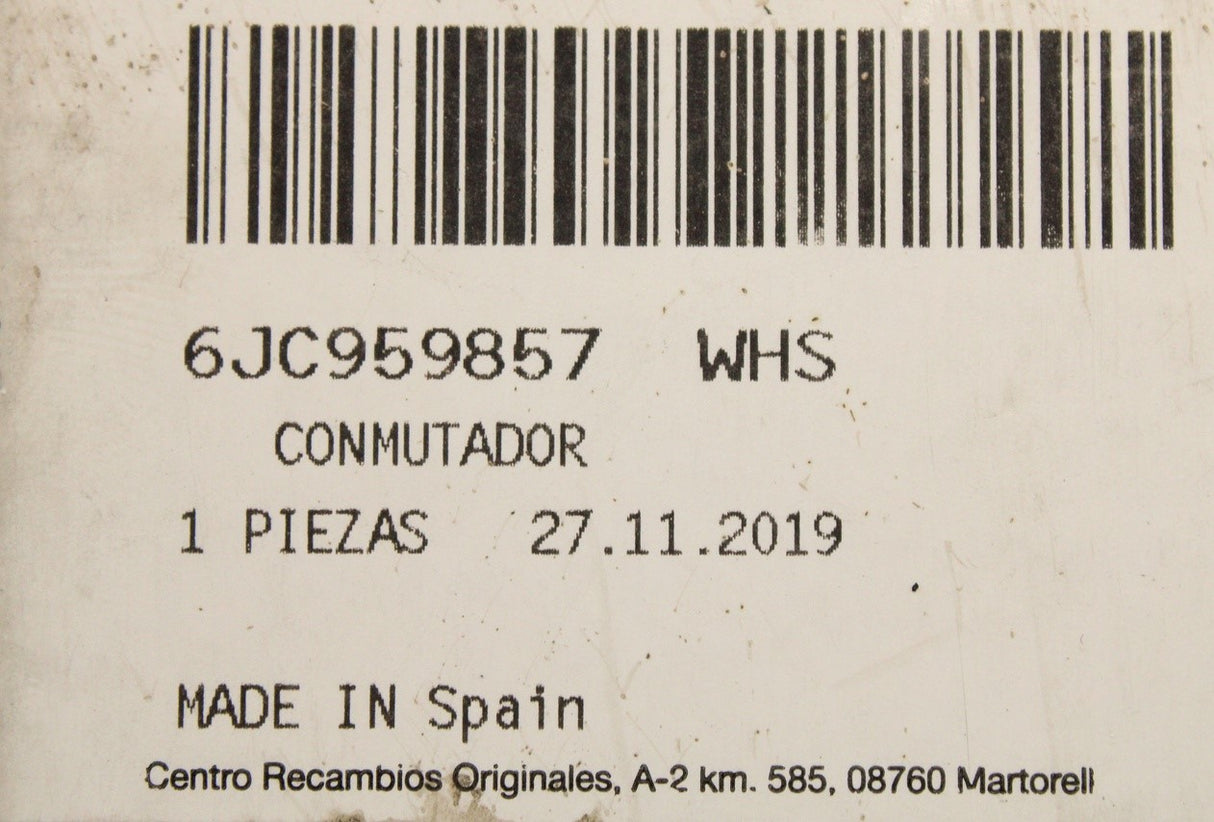 6JC959857 WHS
CONMUTADOR
1 PIEZAS 27.11.2019
MADE IN Spain
Centro Recambios Originales, A-2 km. 585, 08760 Martorell